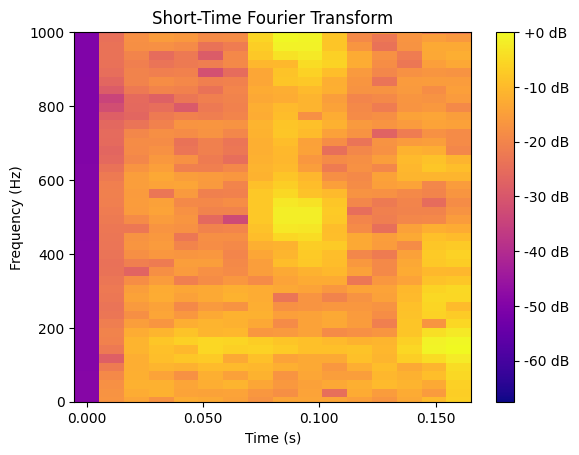 Short-Time Fourier Transform
Frequency (Hz)
1000
800
600
400
200
0
0.000
0.050
0.100
0.150
Time (s)
+0 dB
-10 dB
-20 dB
-30 dB
-40 dB
-50 dB
-60 dB